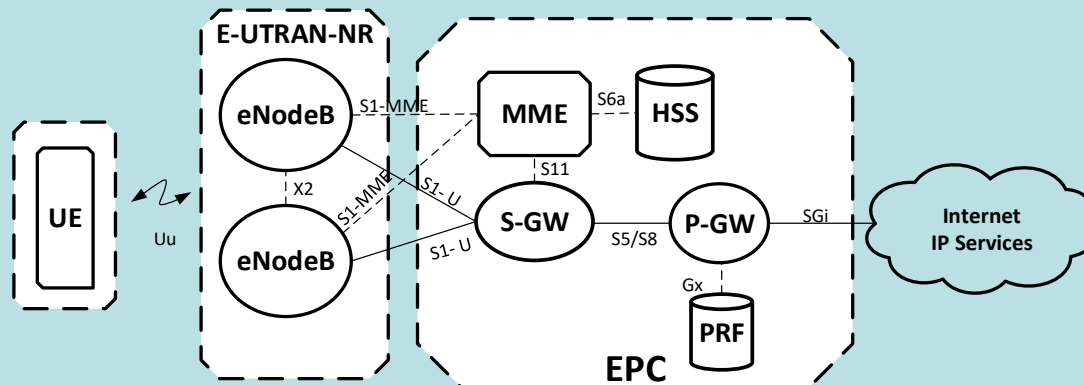 E-UTRAN-NR
eNodeB
S1-MME
MME
S6a
HSS
UE
Uu
X2
S1-MME
S1- U
S11
eNodeB
S1- U
S-GW
S5/S8
P-GW
SGi
Internet
IP Services
Gx
PRF
EPC